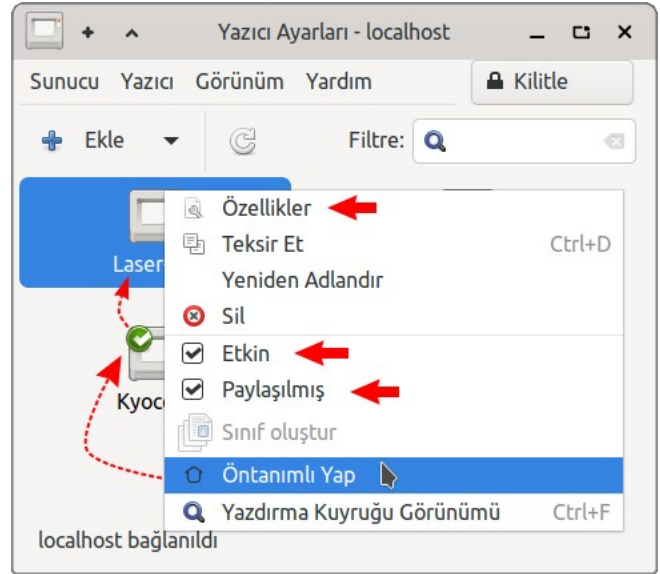 Yazıcı Ayarları - localhost
Sunucu Yazıcı Görünüm Yardım Kilitle
Ekle Filtre:
Laser
Kyoc
Özellikler
Teksir Et Ctrl+D
Yeniden Adlandır
Sil
Etkin
Paylaşılmış
Sınıf oluştur
Öntanımlı Yap
Yazdırma Kuyruğu Görünümü Ctrl+F
localhost bağlanıldı